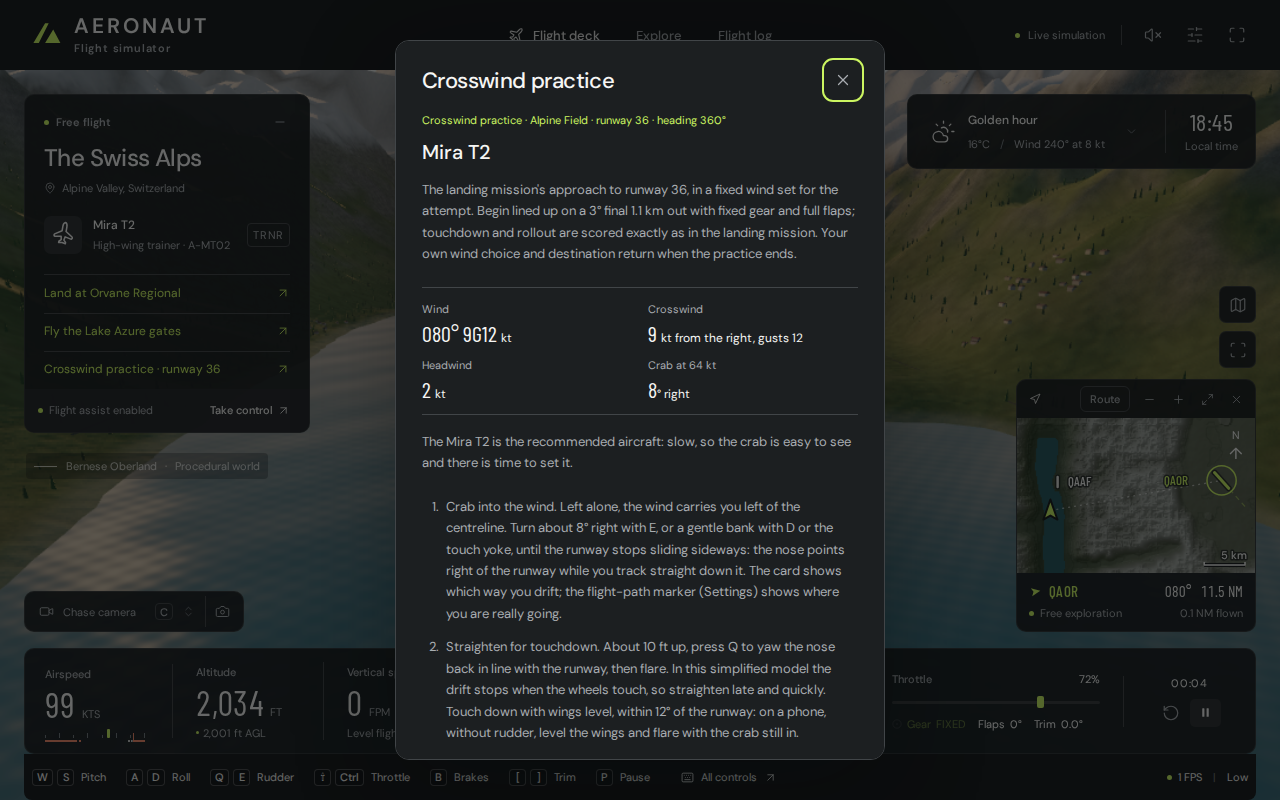 AERONAUT
Flight simulator
Flight deck
Explore
Flight log
Live simulation
Free flight
The Swiss Alps
Alpine Valley, Switzerland
Mira T2
High-wing trainer · A-MT02
TRNR
Land at Orvane Regional
Fly the Lake Azure gates
Crosswind practice · runway 36
Flight assist enabled
Take control
Bernese Oberland · Procedural world
Chase camera
C
Crosswind practice
Crosswind practice · Alpine Field · runway 36 · heading 360°
Mira T2
The landing mission's approach to runway 36, in a fixed wind set for the
attempt. Begin lined up on a 3° final 1.1 km out with fixed gear and full flaps;
touchdown and rollout are scored exactly as in the landing mission. Your
own wind choice and destination return when the practice ends.
Wind
080° 9G12 kt
Crosswind
9 kt from the right, gusts 12
Headwind
2 kt
Crab at 64 kt
8° right
The Mira T2 is the recommended aircraft: slow, so the crab is easy to see
and there is time to set it.
1. Crab into the wind. Left alone, the wind carries you left of the
centreline. Turn about 8° right with E, or a gentle bank with D or the
touch yoke, until the runway stops sliding sideways: the nose points
right of the runway while you track straight down it. The card shows
which way you drift; the flight-path marker (Settings) shows where
you are really going.
2. Straighten for touchdown. About 10 ft up, press Q to yaw the nose
back in line with the runway, then flare. In this simplified model the
drift stops when the wheels touch, so straighten late and quickly.
Touch down with wings level, within 12° of the runway: on a phone,
without rudder, level the wings and flare with the crab still in.
Golden hour
16°C / Wind 240° at 8 kt
18:45
Local time
Route
N
QAAF
QAOR
5 km
QAOR
080° 11.5 NM
Free exploration
0.1 NM flown
Airspeed
99 KTS
Altitude
2,034 FT
2,001 ft AGL
Vertical s
0 FPM
Level fligh
Throttle
72%
Gear FIXED
Flaps 0°
Trim 0.0°
00:04
W S Pitch
A D Roll
Q E Rudder
⇧ Ctrl Throttle
B Brakes
[ ] Trim
P Pause
All controls
1 FPS
Low